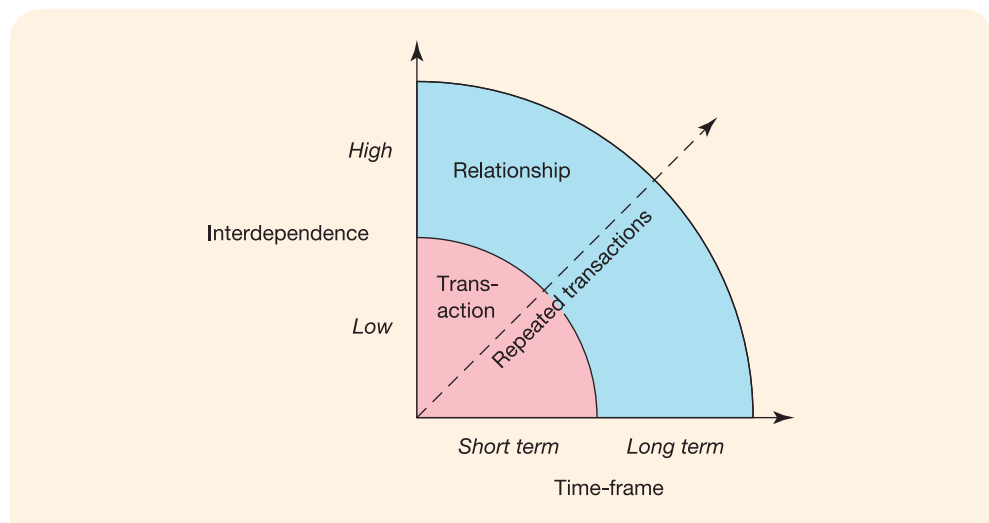 High
Relationship
Interdependence
Trans-
action
Repeated transactions
Low
Short term
Long term
Time-frame